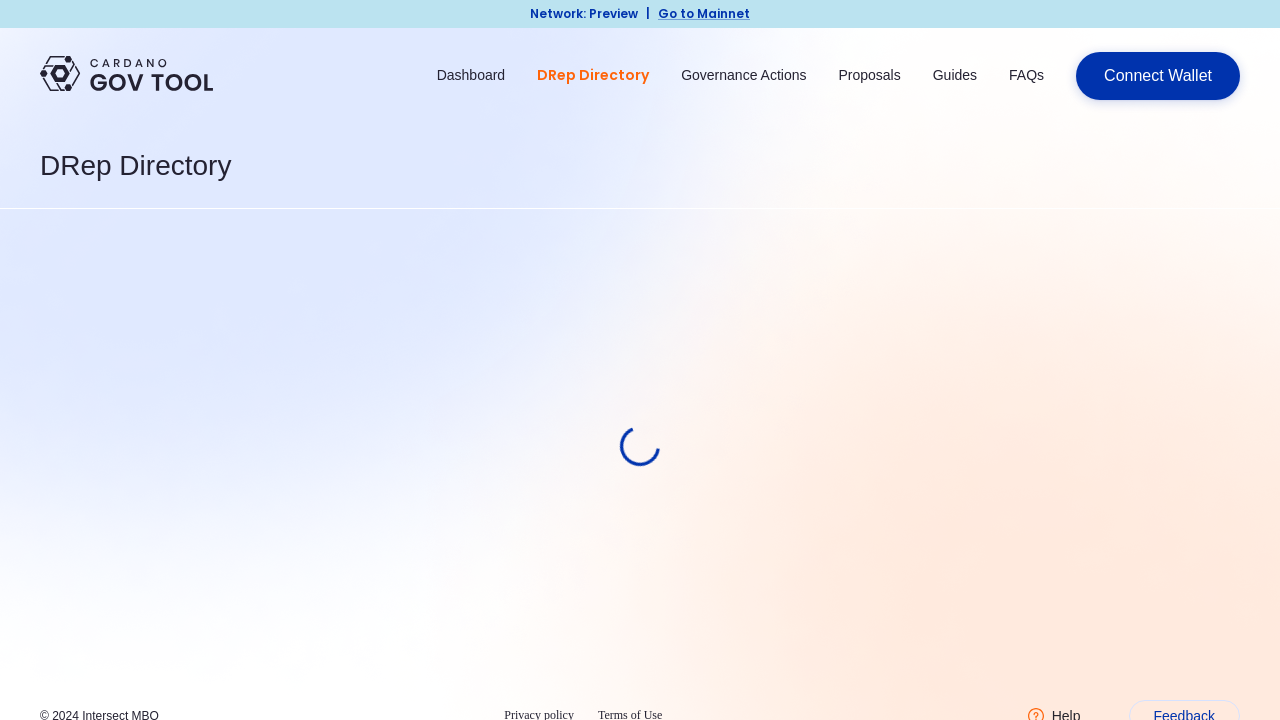 Network: Preview | Go to Mainnet
CARDANO
GOV TOOL
Dashboard DRep Directory Governance Actions Proposals Guides FAQs Connect Wallet
DRep Directory
© 2024 Intersect MBO Privacy policy Terms of Use Help Feedback